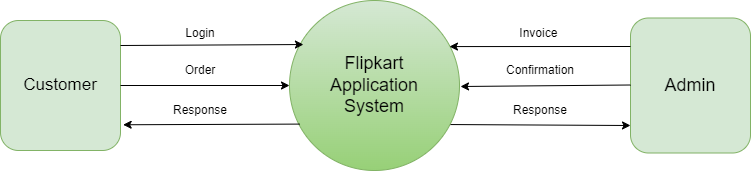 Login
Invoice
Customer
Order
Flipkart
Application
System
Confirmation
Admin
Response
Response